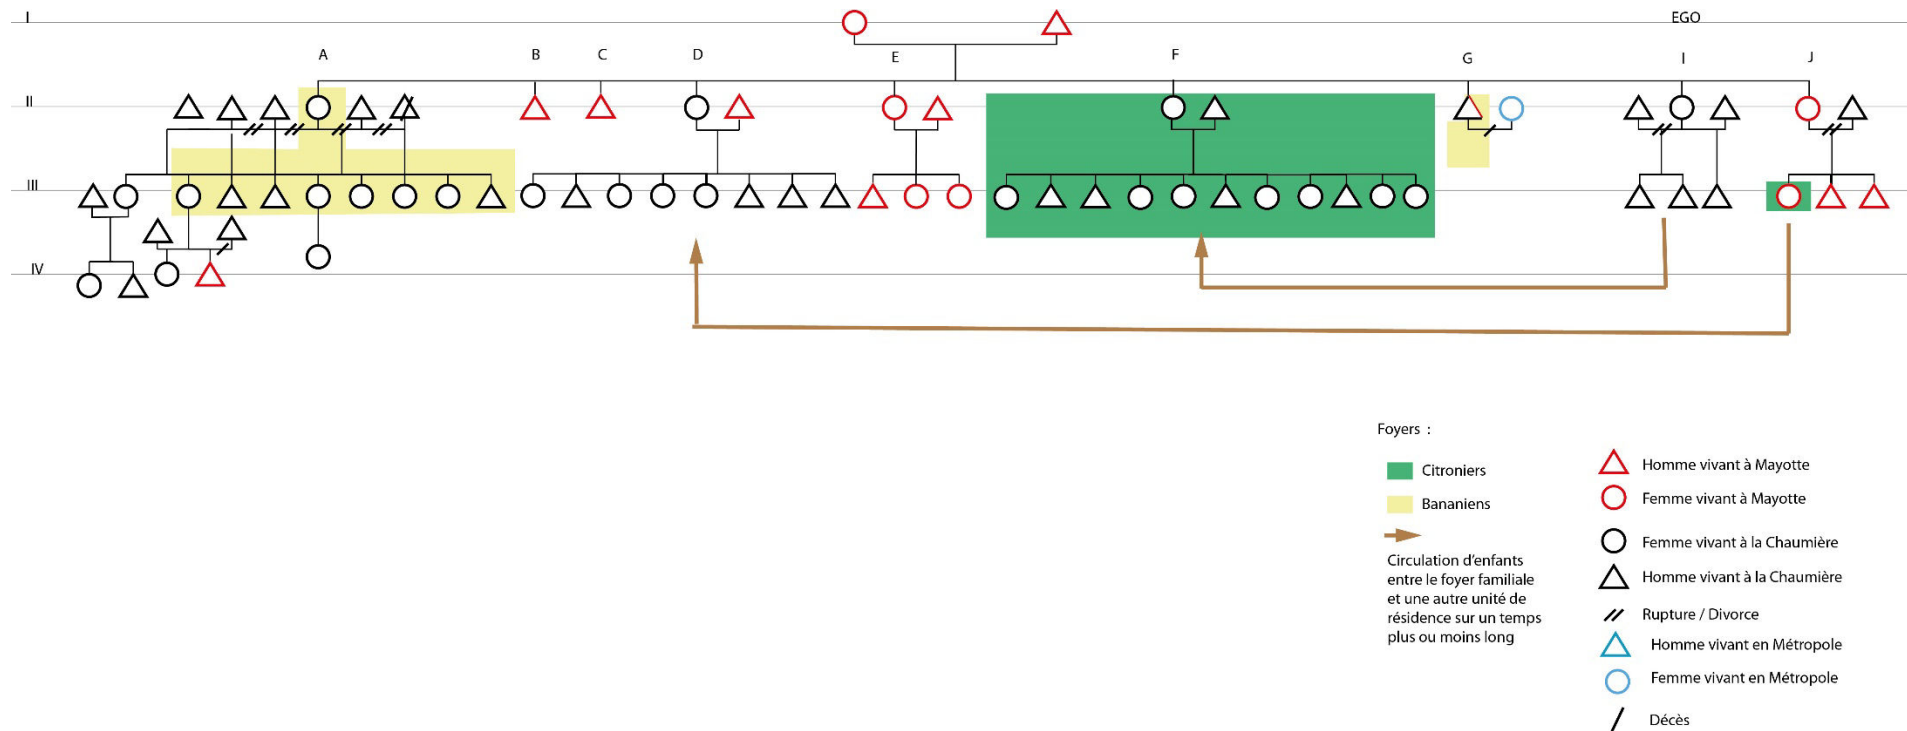 I
EGO
A
B
C
D
E
F
G
I
J
II
III
IV
Foyers :
Citroniers
Bananiens
Circulation d'enfants
entre le foyer familiale
et une autre unité de
résidence sur un temps
plus ou moins long
Homme vivant à Mayotte
Femme vivant à Mayotte
Femme vivant à la Chaumière
Homme vivant à la Chaumière
Rupture / Divorce
Homme vivant en Métropole
Femme vivant en Métropole
Décès